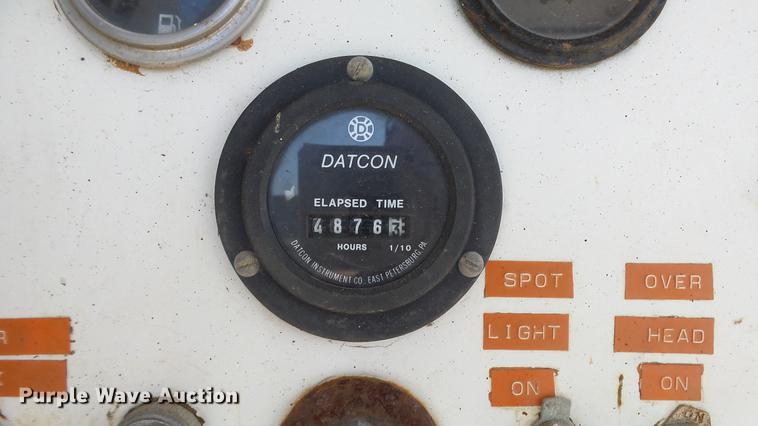 D
DATCON
ELAPSED TIME
4876
HOURS 1/10
DATCON INSTRUMENT CO. EAST PETERSBURG, PA
SPOT
LIGHT
ON
OVER
HEAD
ON
R
ON
Purple Wave Auction